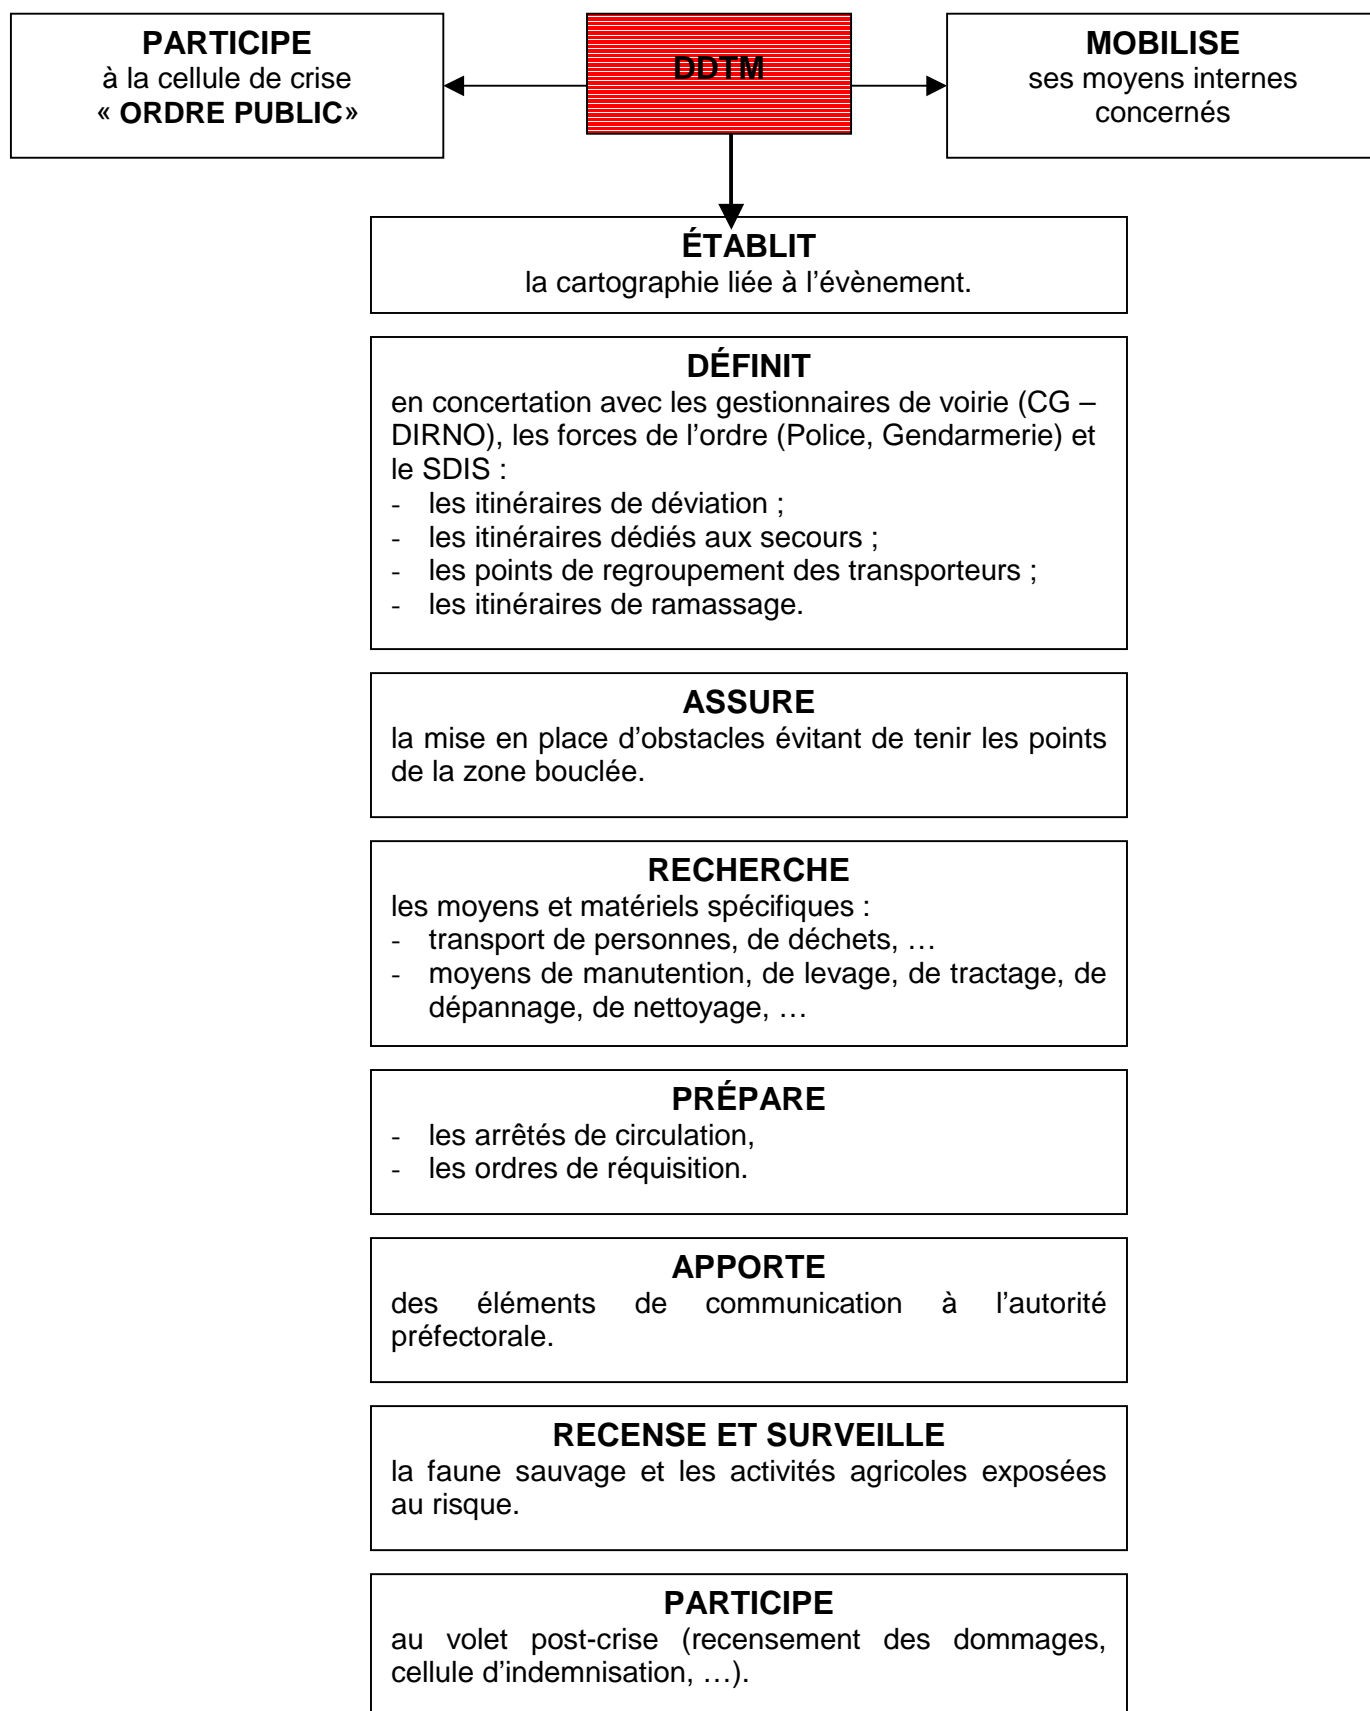 PARTICIPE
à la cellule de crise
« ORDRE PUBLIC»
DDTM
MOBILISE
ses moyens internes
concernés
ÉTABLIT
la cartographie liée à l’évènement.
DÉFINIT
en concertation avec les gestionnaires de voirie (CG –
DIRNO), les forces de l’ordre (Police, Gendarmerie) et
le SDIS :
- les itinéraires de déviation ;
- les itinéraires dédiés aux secours ;
- les points de regroupement des transporteurs ;
- les itinéraires de ramassage.
ASSURE
la mise en place d’obstacles évitant de tenir les points
de la zone bouclée.
RECHERCHE
les moyens et matériels spécifiques :
- transport de personnes, de déchets, …
- moyens de manutention, de levage, de tractage, de
dépannage, de nettoyage, …
PRÉPARE
- les arrêtés de circulation,
- les ordres de réquisition.
APPORTE
des éléments de communication à l’autorité
préfectorale.
RECENSE ET SURVEILLE
la faune sauvage et les activités agricoles exposées
au risque.
PARTICIPE
au volet post-crise (recensement des dommages,
cellule d’indemnisation, …).